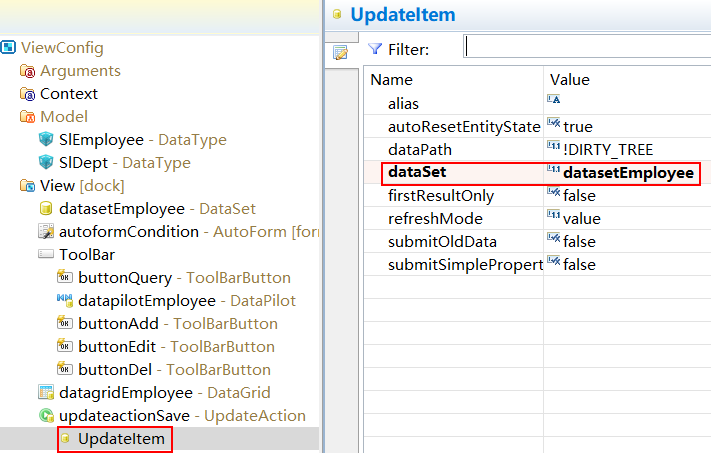 ViewConfig
Arguments
Context
Model
SlEmployee - DataType
SlDept - DataType
View [dock]
datasetEmployee - DataSet
autoformCondition - AutoForm [forr
ToolBar
buttonQuery - ToolBarButton
datapilotEmployee - DataPilot
buttonAdd - ToolBarButton
buttonEdit - ToolBarButton
buttonDel - ToolBarButton
datagridEmployee - DataGrid
updateactionSave - UpdateAction
UpdateItem
UpdateItem
Filter:
Name Value
alias
autoResetEntityState true
dataPath !DIRTY_TREE
dataSet datasetEmployee
firstResultOnly false
refreshMode value
submitOldData false
submitSimplePropert false